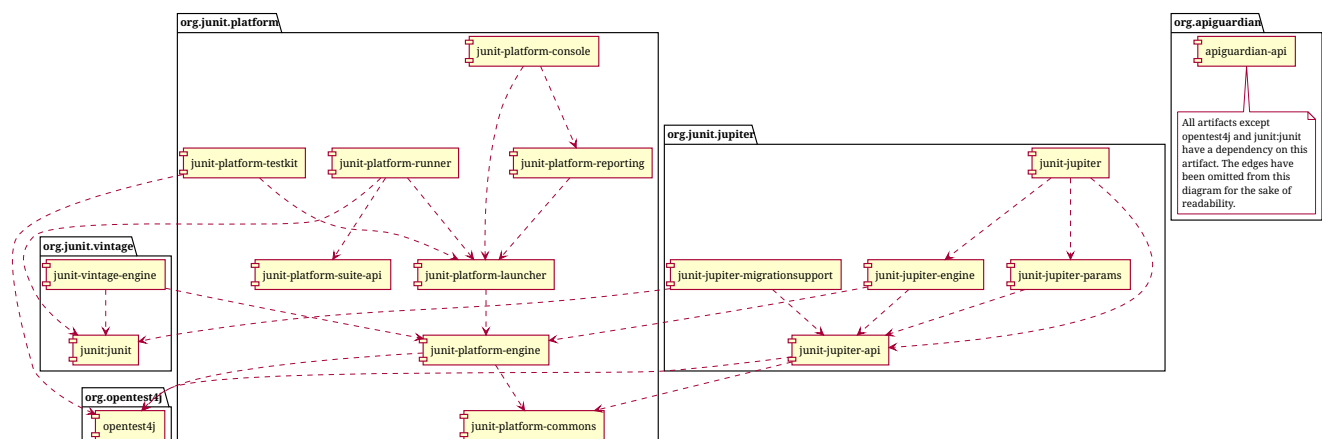 org.junit.platform
org.apiguardian
junit-platform-console
apiguardian-api
All artifacts except
opentest4j and junit:junit
have a dependency on this
artifact. The edges have
been omitted from this
diagram for the sake of
readability.
org.junit.jupiter
junit-platform-testkit
junit-platform-runner
junit-platform-reporting
junit-jupiter
org.junit.vintage
junit-vintage-engine
junit-platform-suite-api
junit-platform-launcher
junit-jupiter-migrationsupport
junit-jupiter-engine
junit-jupiter-params
junit:junit
junit-platform-engine
junit-jupiter-api
org.opentest4j
opentest4j
junit-platform-commons